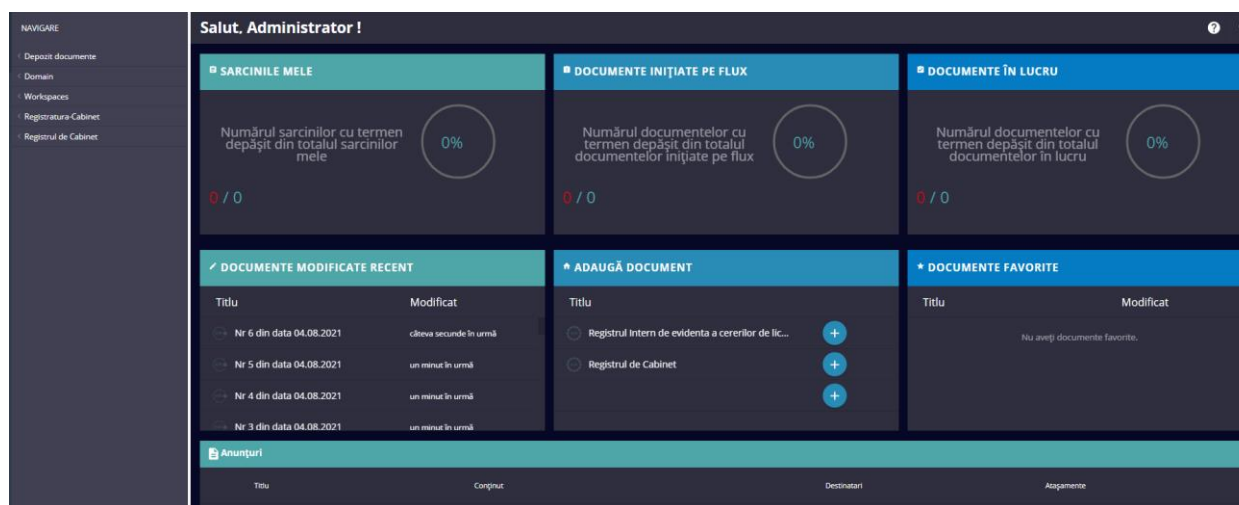 NAVIGARE
Depozit documente
Domain
Workspaces
Registratura-Cabinet
Registrul de Cabinet
Salut, Administrator !
SARCINILE MELE
Numărul sarcinilor cu termen
depășit din totalul sarcinilor
mele
0%
0 / 0
DOCUMENTE INIȚIATE PE FLUX
Numărul documentelor cu
termen depășit din totalul
documentelor inițiate pe flux
0%
0 / 0
DOCUMENTE ÎN LUCRU
Numărul documentelor cu
termen depășit din totalul
documentelor în lucru
0%
0 / 0
DOCUMENTE MODIFICATE RECENT
Titlu Modificat
Nr 6 din data 04.08.2021 câteva secunde în urmă
Nr 5 din data 04.08.2021 un minut în urmă
Nr 4 din data 04.08.2021 un minut în urmă
Nr 3 din data 04.08.2021 un minut în urmă
ADAUGĂ DOCUMENT
Titlu
Registrul Intern de evidenta a cererilor de lic...
Registrul de Cabinet
DOCUMENTE FAVORITE
Titlu Modificat
Nu aveți documente favorite.
Anunțuri
Titlu Conținut Destinatari Atașamente